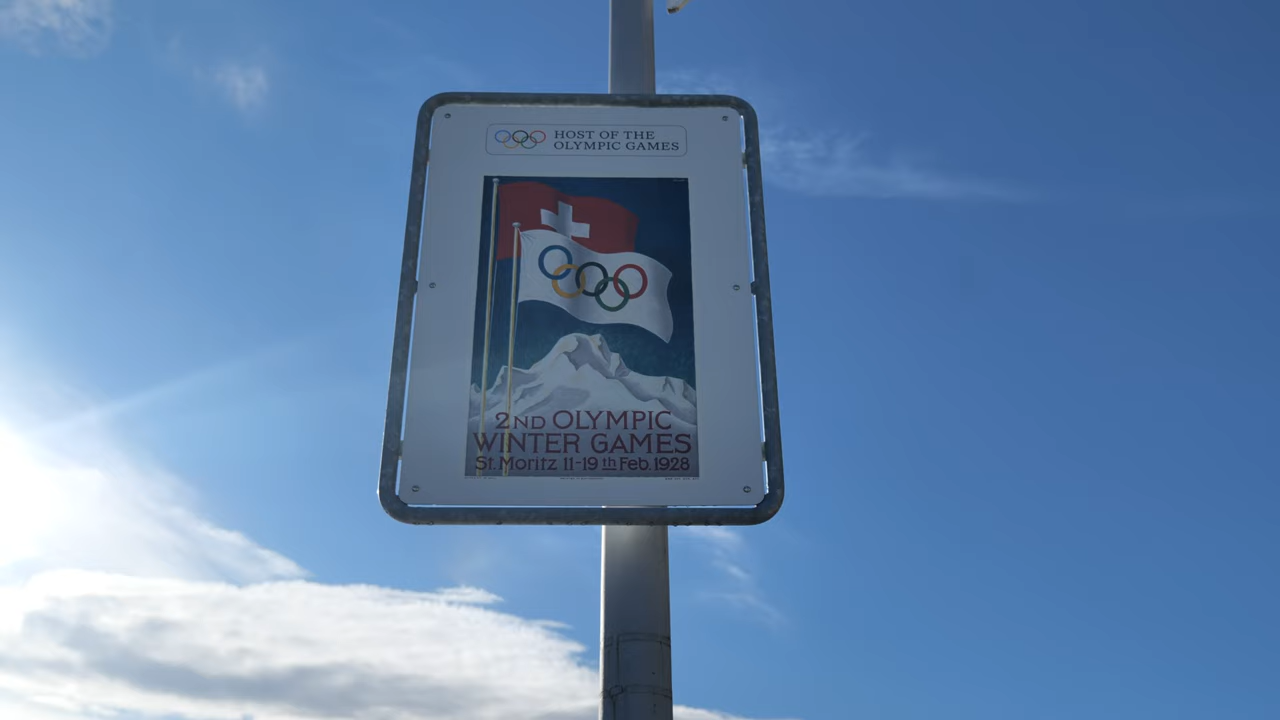 HOST OF THE
OLYMPIC GAMES
2ND OLYMPIC
WINTER GAMES
St. Moritz 11-19 th Feb. 1928